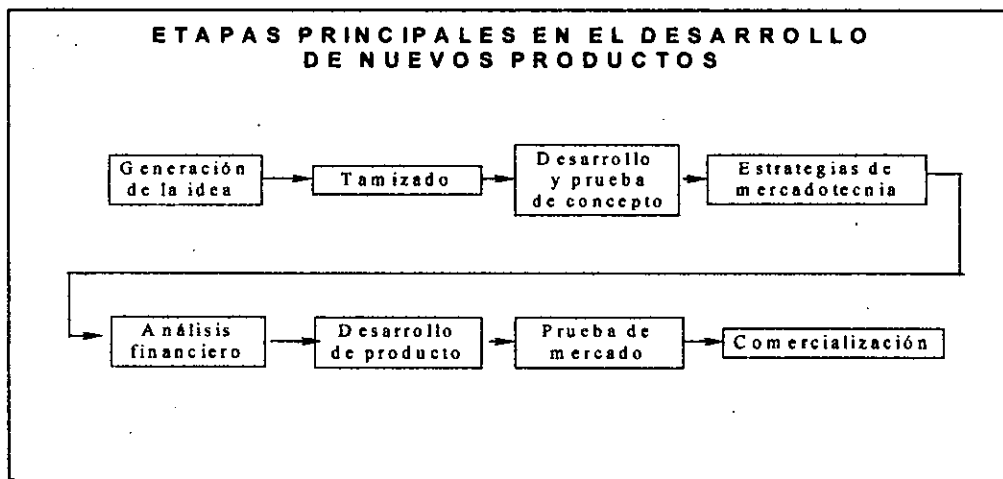 ETAPAS PRINCIPALES EN EL DESARROLLO
DE NUEVOS PRODUCTOS
Generación
de la idea
Tamizado
Desarrollo
y prueba
de concepto
Estrategias de
mercadotecnia
Análisis
financiero
Desarrollo
de producto
Prueba de
mercado
Comercialización